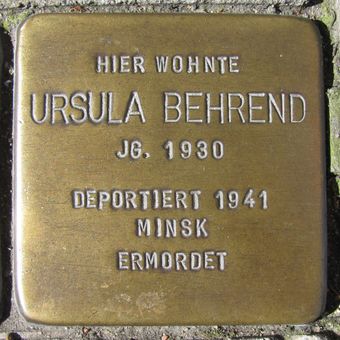 HIER WOHNTE
URSULA BEHREND
JG. 1930
DEPORTIERT 1941
MINSK
ERMORDET